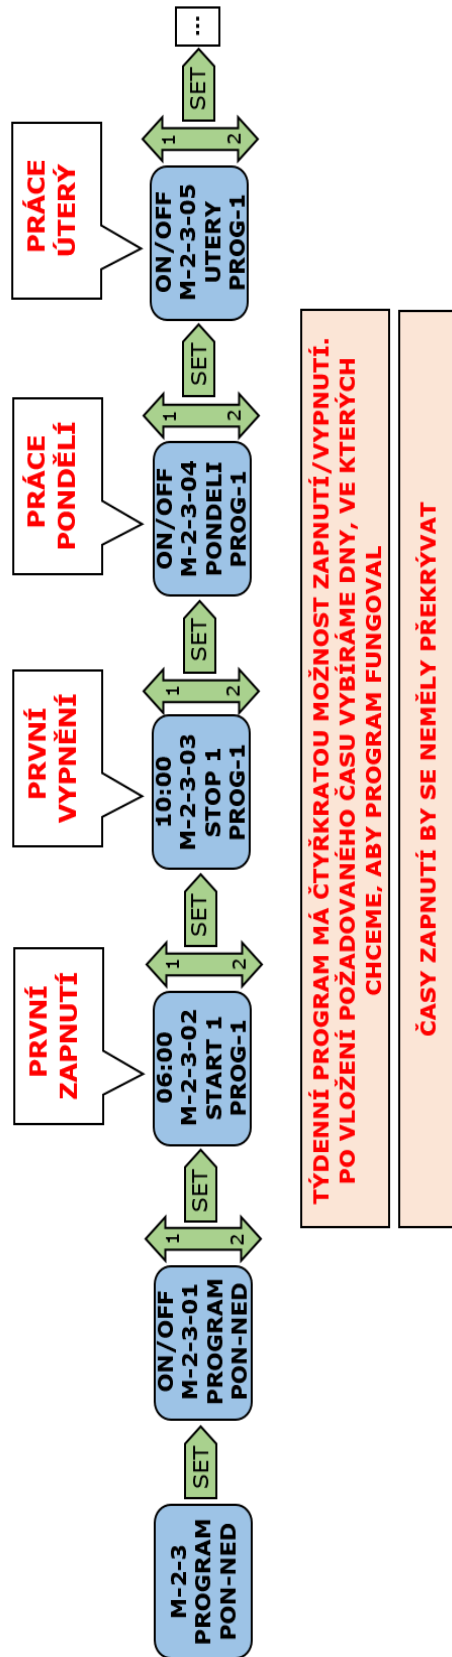 PRVNÍ
ZAPNUTÍ
PRVNÍ
VYPNĚNÍ
PRÁCE
PONDĚLÍ
PRÁCE
ÚTERÝ
M-2-3
PROGRAM
PON-NED
SET
ON/OFF
M-2-3-01
PROGRAM
PON-NED
1
2
SET
06:00
M-2-3-02
START 1
PROG-1
1
2
SET
10:00
M-2-3-03
STOP 1
PROG-1
1
2
SET
ON/OFF
M-2-3-04
PONDELI
PROG-1
1
2
SET
ON/OFF
M-2-3-05
UTERY
PROG-1
1
2
SET
...
TÝDENNÍ PROGRAM MÁ ČTYŘKRATOU MOŽNOST ZAPNUTÍ/VYPNUTÍ.
PO VLOŽENÍ POŽADOVANÉHO ČASU VYBÍRÁME DNY, VE KTERÝCH
CHCEME, ABY PROGRAM FUNGOVAL
ČASY ZAPNUTÍ BY SE NEMĚLY PŘEKRÝVAT